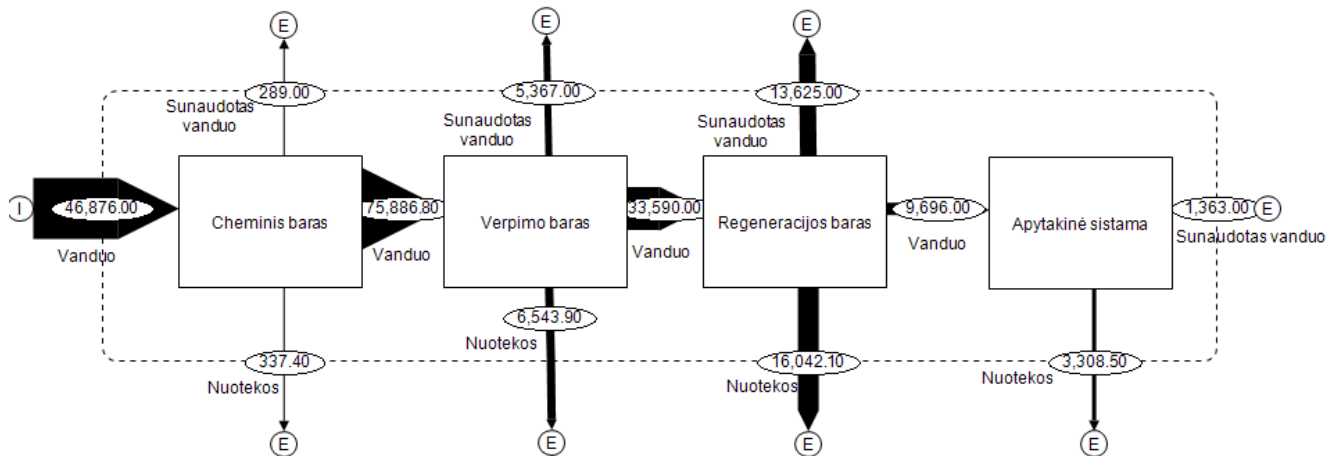 E
E
E
289.00
5,367.00
13,625.00
Sunaudotas
vanduo
Sunaudotas
vanduo
Sunaudotas
vanduo
I
46,876.00
Vanduo
Cheminis baras
75,886.80
Vanduo
Verpimo baras
33,590.00
Vanduo
Regeneracijos baras
9,696.00
Vanduo
Apytakinė sistama
1,363.00
E
Sunaudotas vanduo
337.40
Nuotekos
6,543.90
Nuotekos
16,042.10
Nuotekos
3,308.50
Nuotekos
E
E
E
E